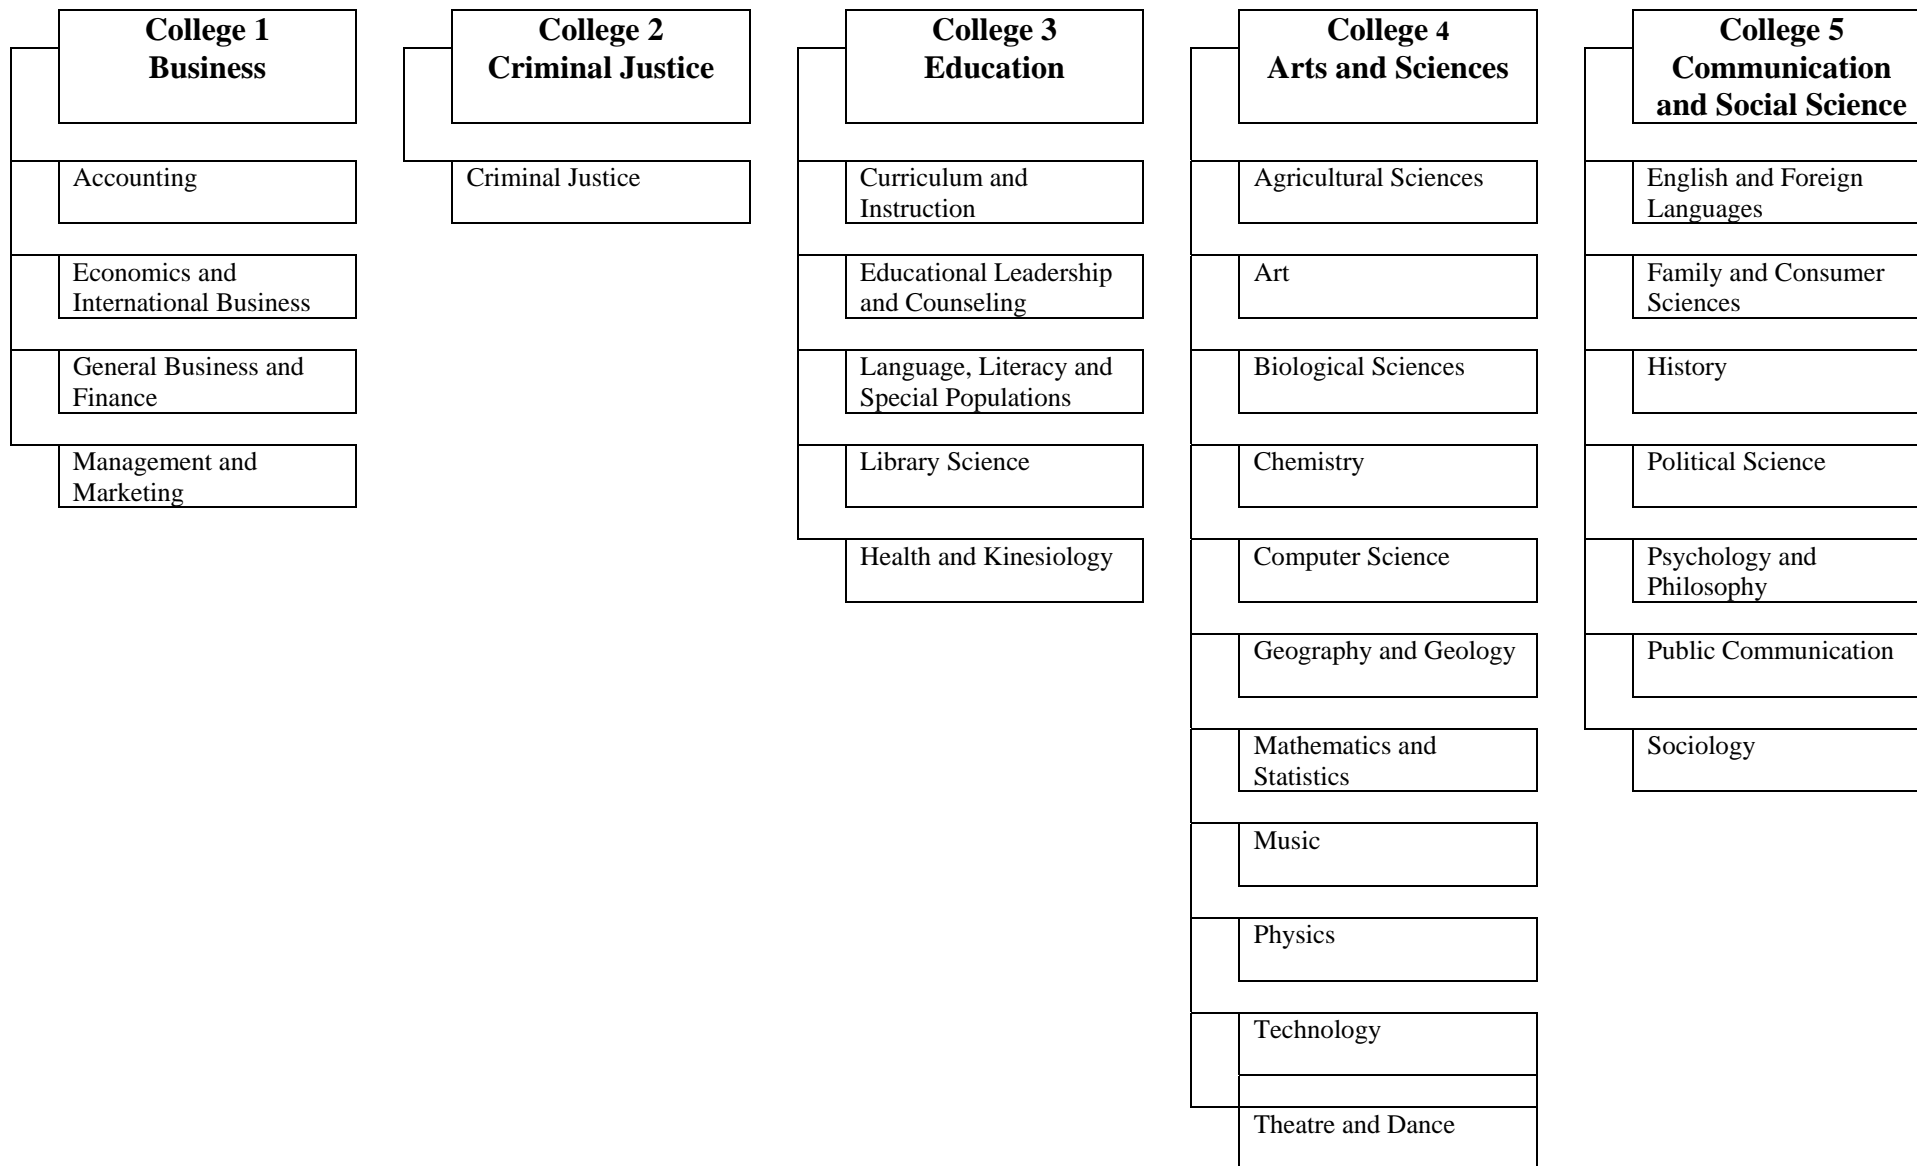 College 1
Business
Accounting
Economics and
International Business
General Business and
Finance
Management and
Marketing
College 2
Criminal Justice
Criminal Justice
College 3
Education
Curriculum and
Instruction
Educational Leadership
and Counseling
Language, Literacy and
Special Populations
Library Science
Health and Kinesiology
College 4
Arts and Sciences
Agricultural Sciences
Art
Biological Sciences
Chemistry
Computer Science
Geography and Geology
Mathematics and
Statistics
Music
Physics
Technology
Theatre and Dance
College 5
Communication
and Social Science
English and Foreign
Languages
Family and Consumer
Sciences
History
Political Science
Psychology and
Philosophy
Public Communication
Sociology